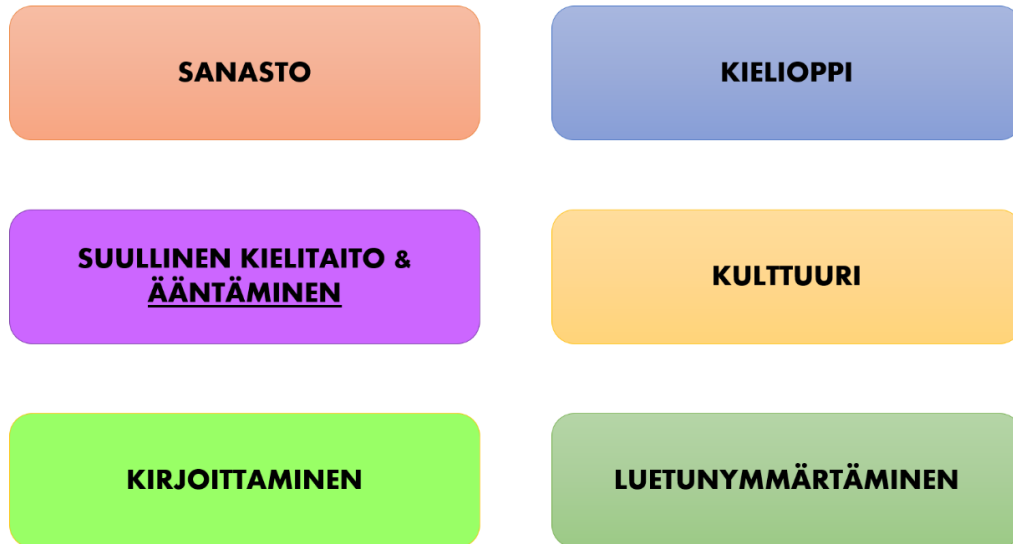 SANASTO
KIELIOPPI
SUULLINEN KIELITAITO &
ÄÄNTÄMINEN
KULTTUURI
KIRJOITTAMINEN
LUETUNYMMÄRTÄMINEN